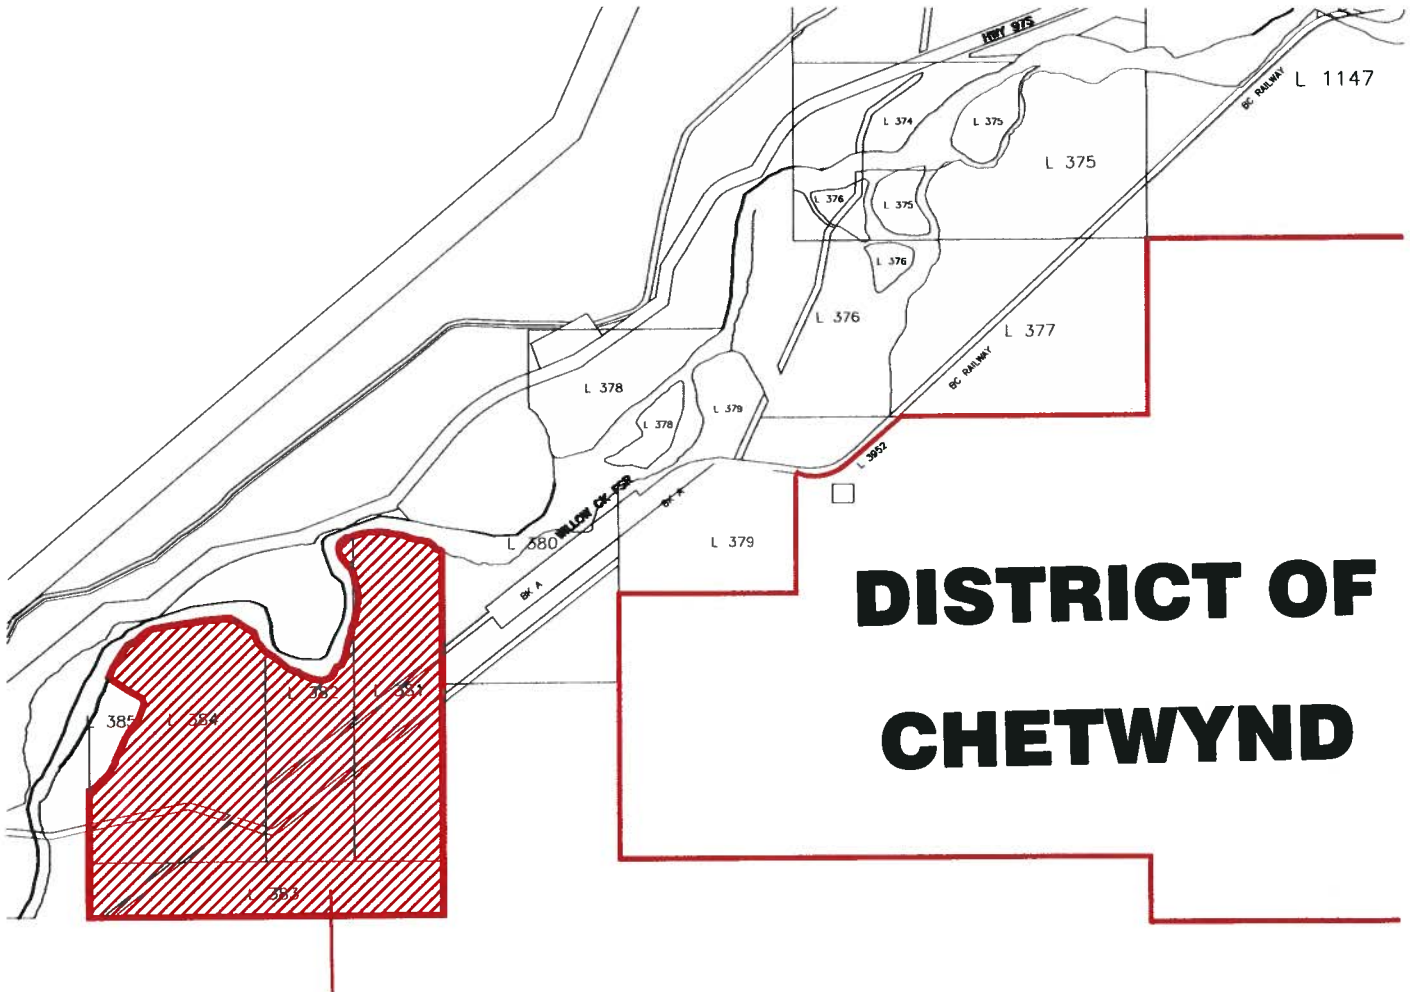 HWY 97S
L 1147
BC RAILWAY
L 374
L 375
L 375
L 376
L 375
L 376
L 376
L 377
BC RAILWAY
L 378
L 379
L 378
L 3952
WILLOW CK FSR
BK A
L 380
L 379
BK A
DISTRICT OF
L 382
L 381
L 385
L 384
CHETWYND
L 383